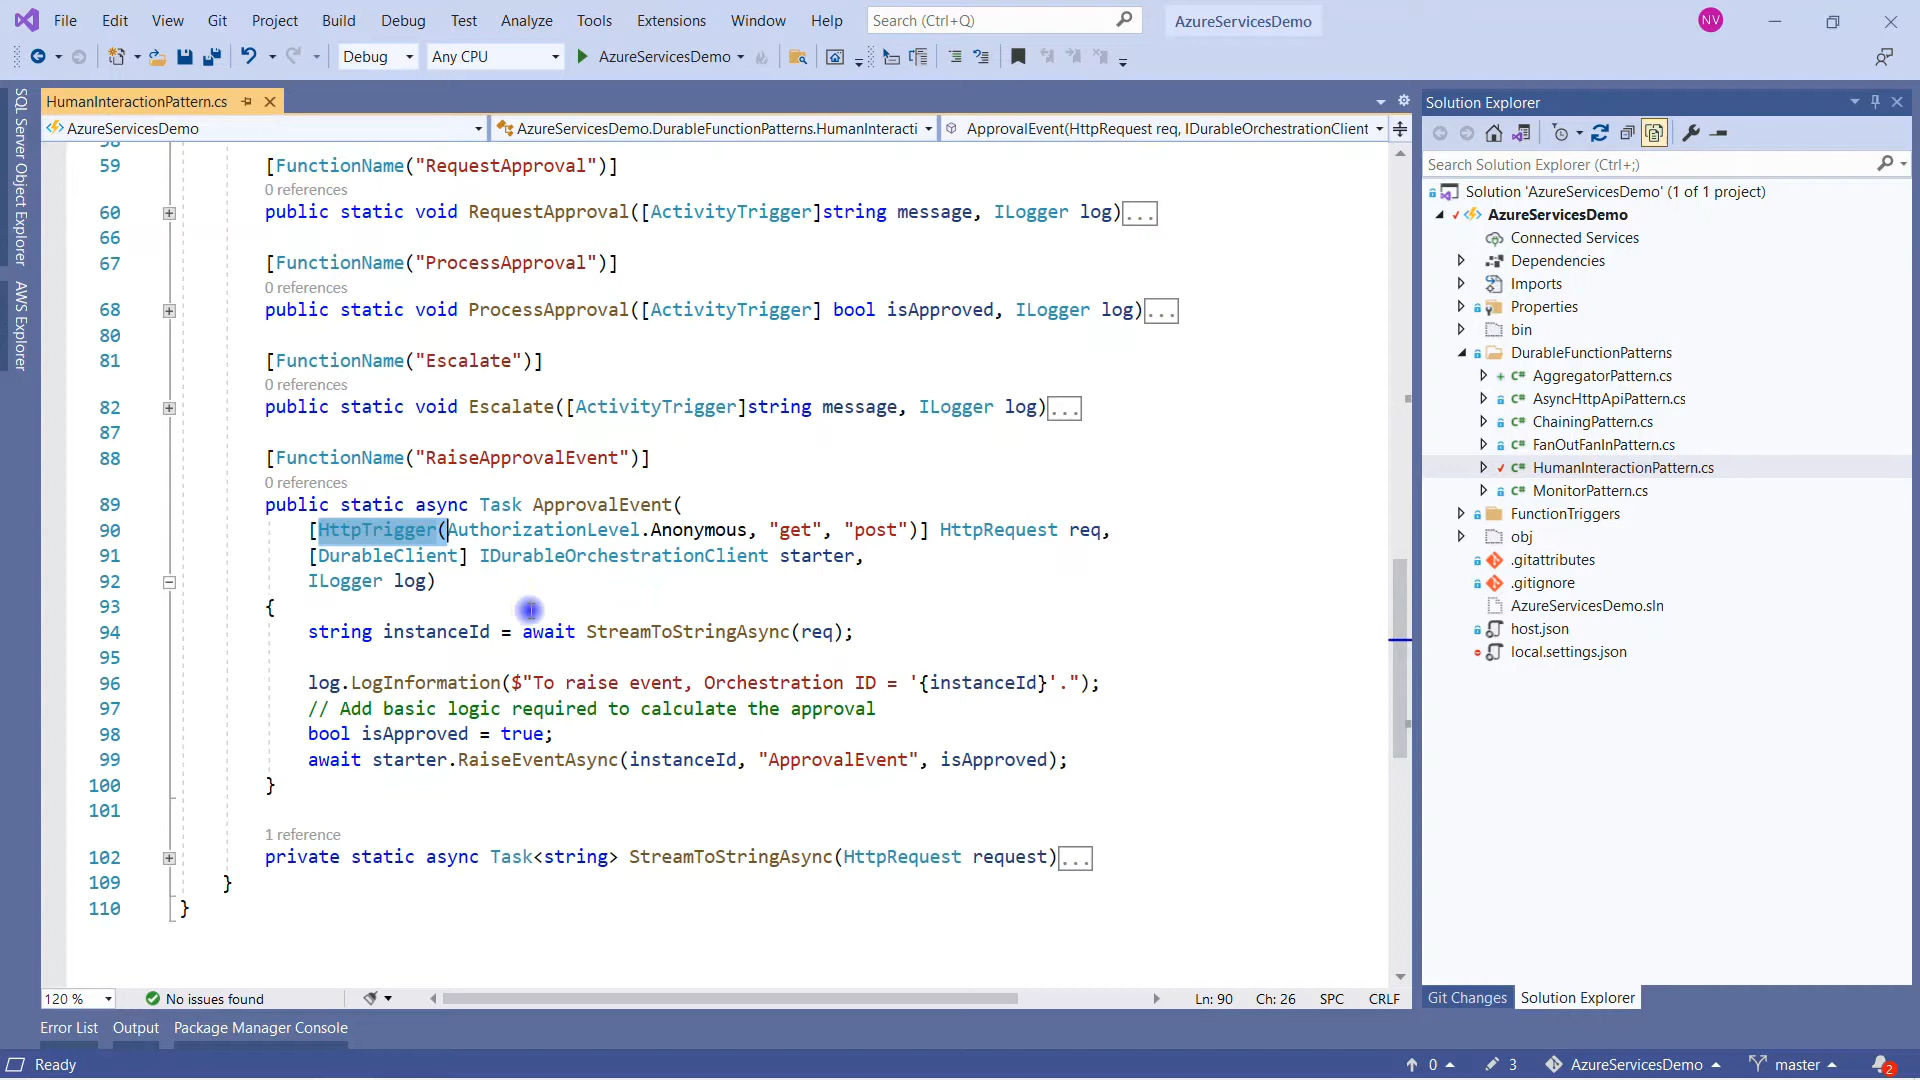 File Edit View Git Project Build Debug Test Analyze Tools Extensions Window Help Search (Ctrl+Q) AzureServicesDemo NV
Debug Any CPU AzureServicesDemo
SQL Server Object Explorer
AWS Explorer
HumanInteractionPattern.cs
AzureServicesDemo AzureServicesDemo.DurableFunctionPatterns.HumanInteracti ApprovalEvent(HttpRequest req, IDurableOrchestrationClient
59 [FunctionName("RequestApproval")]
0 references
60 public static void RequestApproval([ActivityTrigger]string message, ILogger log)...
66
67 [FunctionName("ProcessApproval")]
0 references
68 public static void ProcessApproval([ActivityTrigger] bool isApproved, ILogger log)...
80
81 [FunctionName("Escalate")]
0 references
82 public static void Escalate([ActivityTrigger]string message, ILogger log)...
87
88 [FunctionName("RaiseApprovalEvent")]
0 references
89 public static async Task ApprovalEvent(
90 [HttpTrigger(AuthorizationLevel.Anonymous, "get", "post")] HttpRequest req,
91 [DurableClient] IDurableOrchestrationClient starter,
92 ILogger log)
93 {
94 string instanceId = await StreamToStringAsync(req);
95
96 log.LogInformation($"To raise event, Orchestration ID = '{instanceId}'.");
97 // Add basic logic required to calculate the approval
98 bool isApproved = true;
99 await starter.RaiseEventAsync(instanceId, "ApprovalEvent", isApproved);
100 }
101
1 reference
102 private static async Task<string> StreamToStringAsync(HttpRequest request)...
109 }
110 }
120 % No issues found Ln: 90 Ch: 26 SPC CRLF
Error List Output Package Manager Console
Solution Explorer
Search Solution Explorer (Ctrl+;)
Solution 'AzureServicesDemo' (1 of 1 project)
AzureServicesDemo
Connected Services
Dependencies
Imports
Properties
bin
DurableFunctionPatterns
AggregatorPattern.cs
AsyncHttpApiPattern.cs
ChainingPattern.cs
FanOutFanInPattern.cs
HumanInteractionPattern.cs
MonitorPattern.cs
FunctionTriggers
obj
.gitattributes
.gitignore
AzureServicesDemo.sln
host.json
local.settings.json
Git Changes Solution Explorer
Ready 0 3 AzureServicesDemo master 2